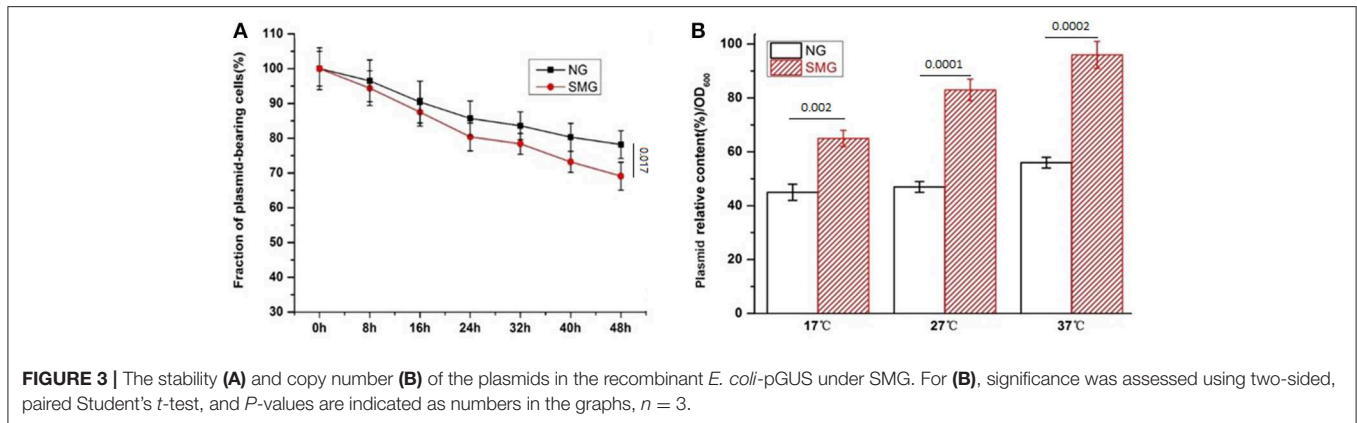 A
Fraction of plasmid-bearing cells(%)
110
100
90
80
70
60
50
40
30
NG
SMG
0.017
0h 8h 16h 24h 32h 40h 48h
B
Plasmid relative content(%)/OD600
100
80
60
40
20
0
NG
SMG
0.002
0.0001
0.0002
17℃ 27℃ 37℃
FIGURE 3 | The stability (A) and copy number (B) of the plasmids in the recombinant E. coli-pGUS under SMG. For (B), significance was assessed using two-sided,
paired Student's t-test, and P-values are indicated as numbers in the graphs, n = 3.